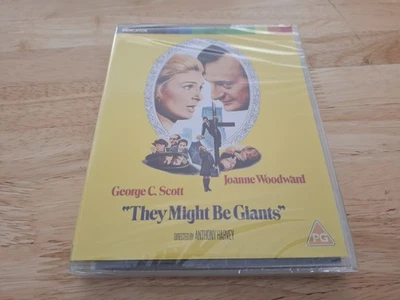 Joanne Woodward
George C. Scott
"They Might Be Giants"
DIRECTED BY ANTHONY HARVEY
PG